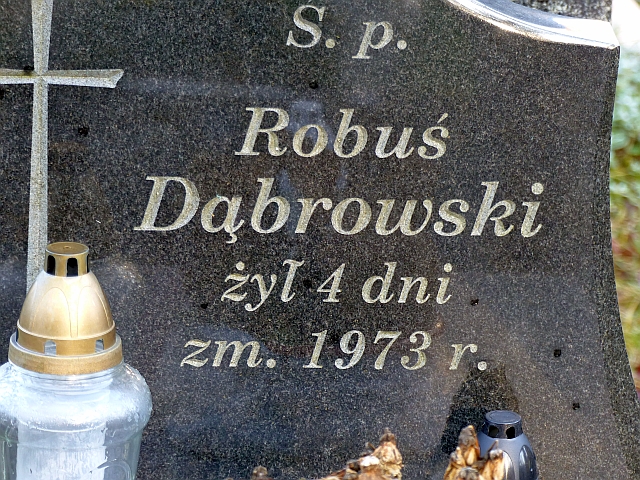 S. p.
Robuś
Dąbrowski
żył 4 dni
zm. 1973 r.